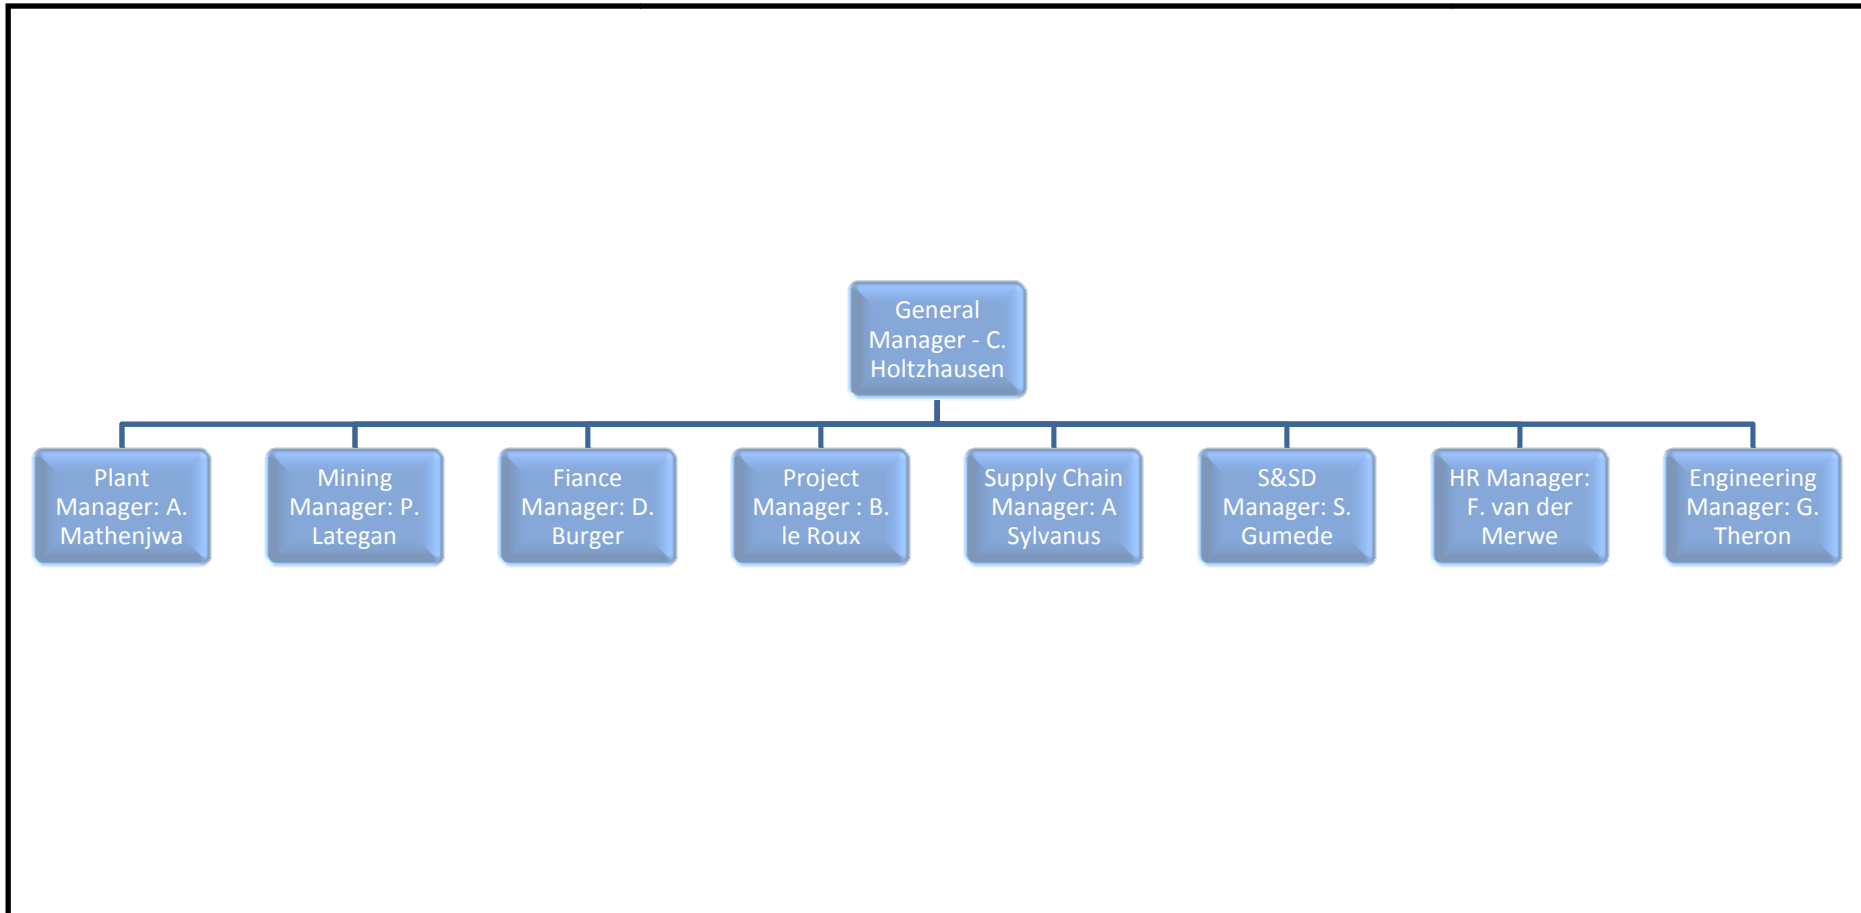 General
Manager - C.
Holtzhausen
Plant
Manager: A.
Mathenjwa
Mining
Manager: P.
Lategan
Fiance
Manager: D.
Burger
Project
Manager : B.
le Roux
Supply Chain
Manager: A
Sylvanus
S&SD
Manager: S.
Gumede
HR Manager:
F. van der
Merwe
Engineering
Manager: G.
Theron